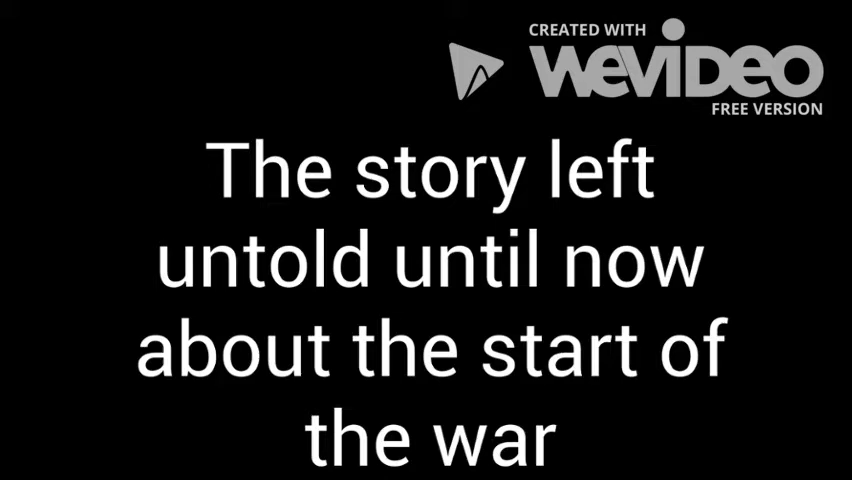 CREATED WITH
WEVIDEO
FREE VERSION
The story left
untold until now
about the start of
the war